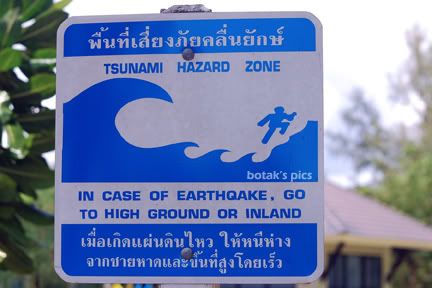 พื้นที่เสี่ยงภัยคลื่นยักษ์
TSUNAMI HAZARD ZONE
botak's pics
IN CASE OF EARTHQAKE, GO
TO HIGH GROUND OR INLAND
เมื่อเกิดแผ่นดินไหว ให้หนีห่าง
จากชายหาดและขึ้นที่สูงโดยเร็ว